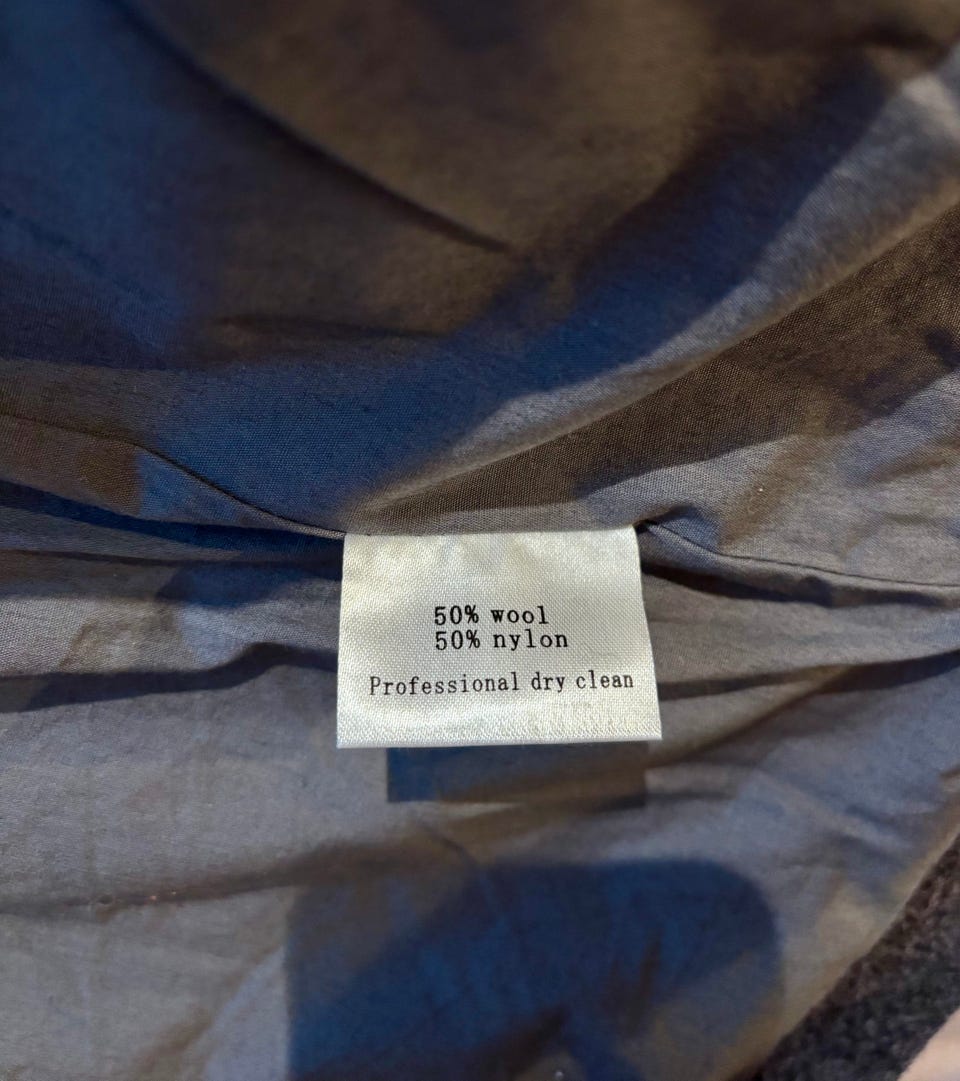 50% wool
50% nylon
Professional dry clean